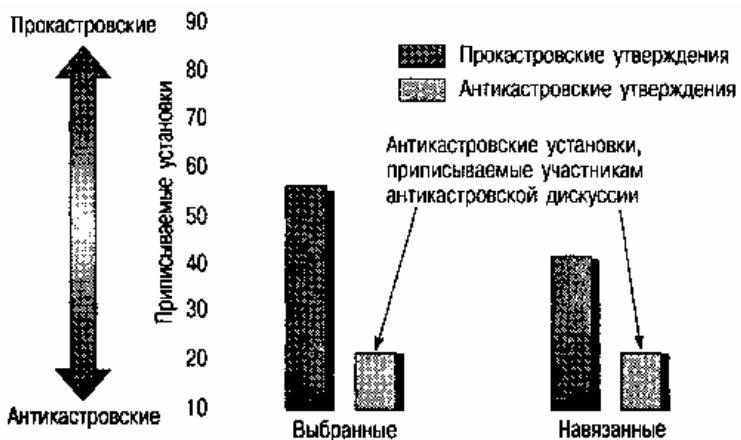 Прокастровские
Антикастровские
Приписываемые установки
90
80
70
60
50
40
30
20
10
Прокастровские утверждения
Антикастровские утверждения
Антикастровские установки,
приписываемые участникам
антикастровской дискуссии
Выбранные
Навязанные